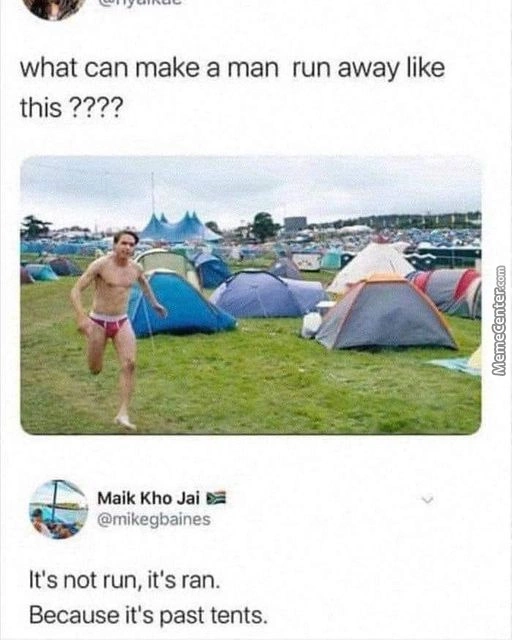 what can make a man run away like
this ????
MemeCenter.com
Maik Kho Jai 🇿🇦
@mikegbaines
It's not run, it's ran.
Because it's past tents.